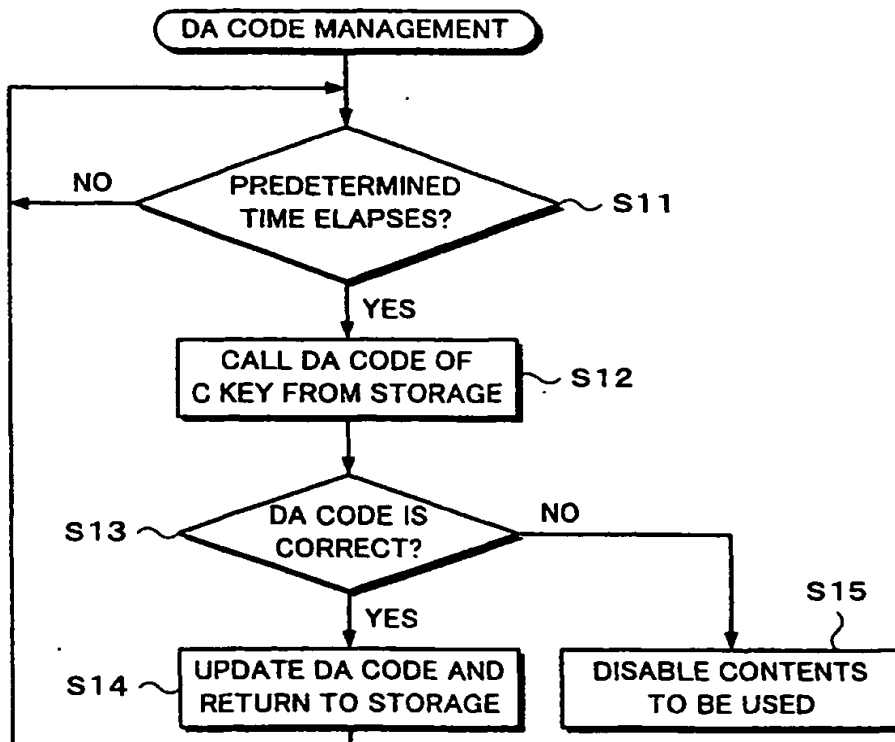 DA CODE MANAGEMENT
NO
PREDETERMINED
TIME ELAPSES?
S11
YES
CALL DA CODE OF
C KEY FROM STORAGE
S12
S13
DA CODE IS
CORRECT?
NO
YES
S15
S14
UPDATE DA CODE AND
RETURN TO STORAGE
DISABLE CONTENTS
TO BE USED